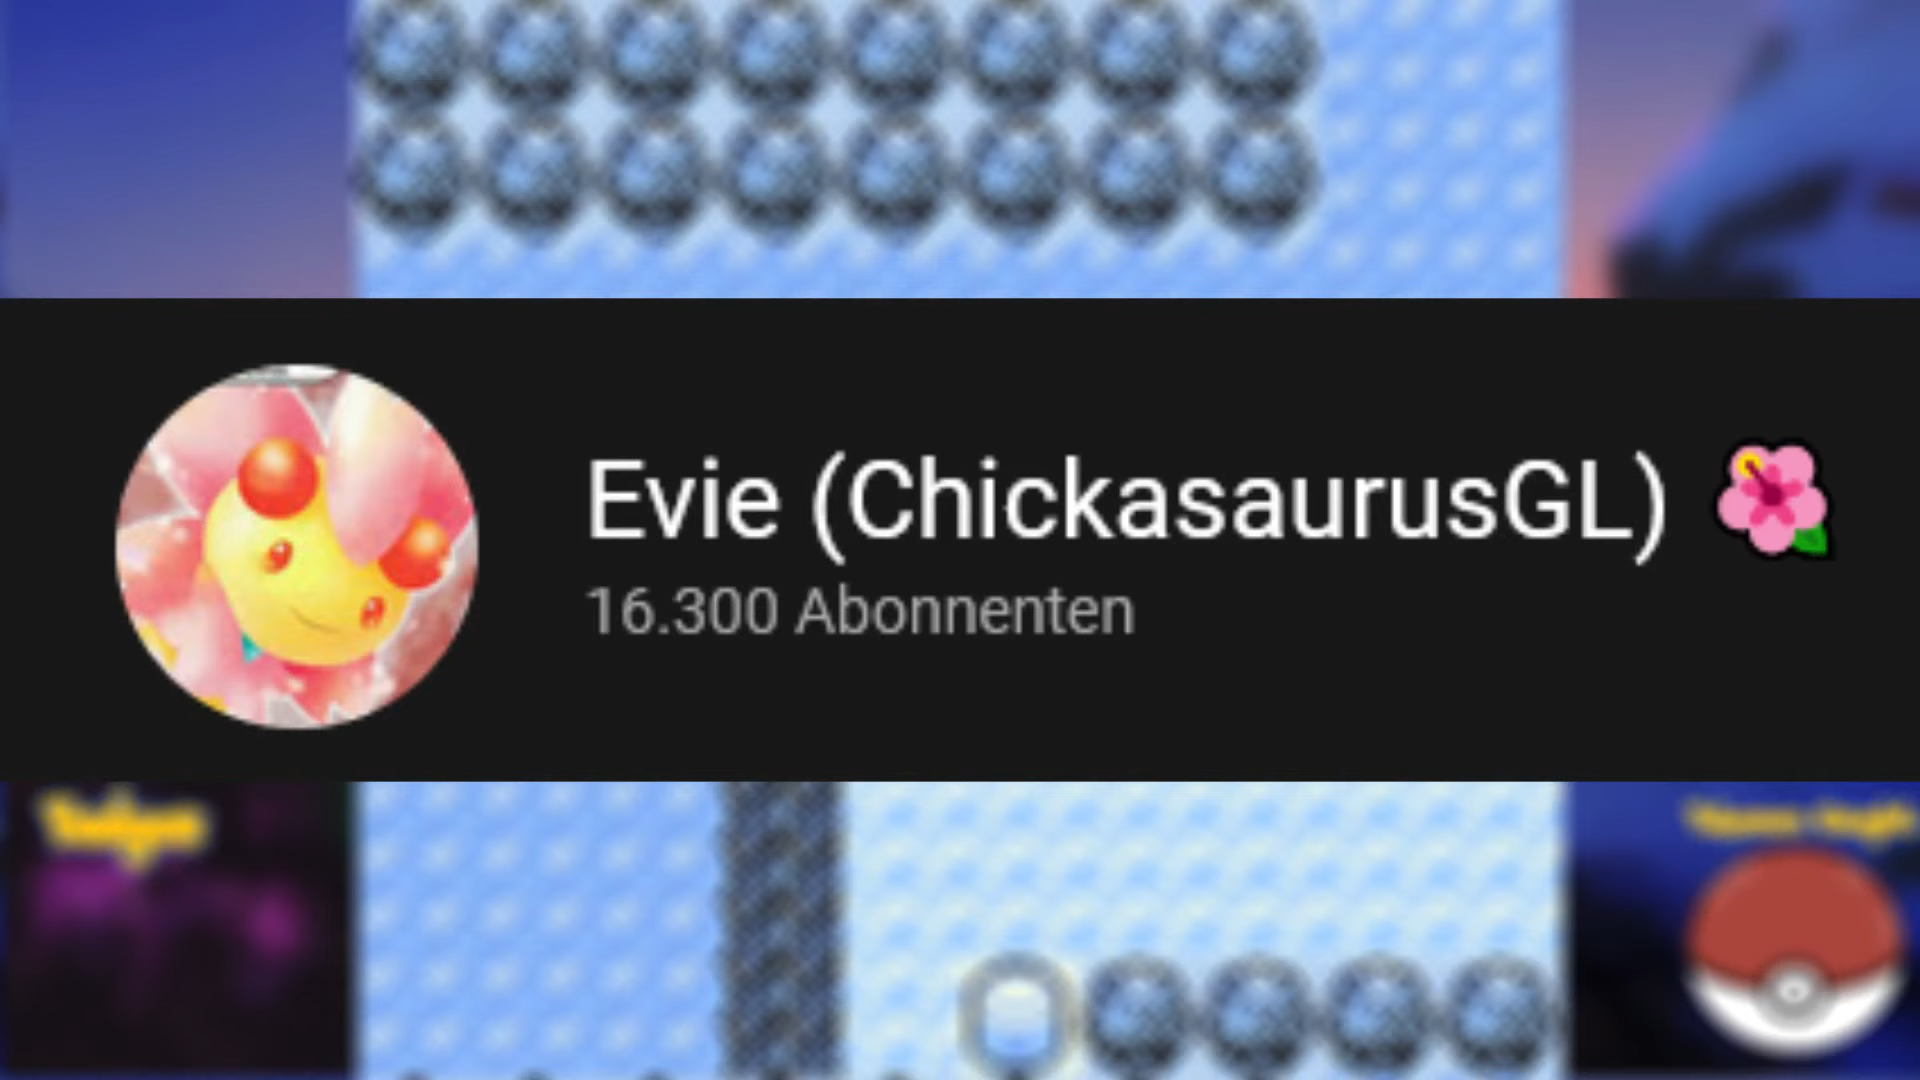 Evie (ChickasaurusGL) 🌺
16.300 Abonnenten